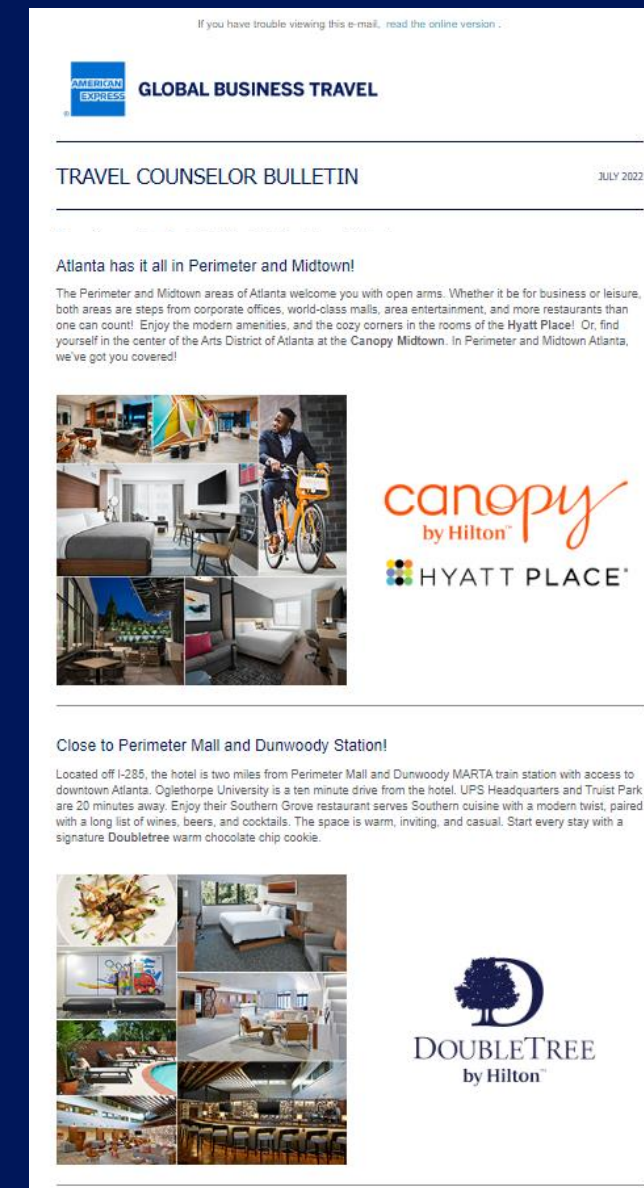 If you have trouble viewing this e-mail, read the online version .
AMERICAN
EXPRESS
®
GLOBAL BUSINESS TRAVEL
TRAVEL COUNSELOR BULLETIN
JULY 2022
Atlanta has it all in Perimeter and Midtown!
The Perimeter and Midtown areas of Atlanta welcome you with open arms. Whether it be for business or leisure,
both areas are steps from corporate offices, world-class malls, area entertainment, and more restaurants than
one can count! Enjoy the modern amenities, and the cozy corners in the rooms of the Hyatt Place! Or, find
yourself in the center of the Arts District of Atlanta at the Canopy Midtown. In Perimeter and Midtown Atlanta,
we've got you covered!
canopy
by Hilton™
HYATT PLACE®
Close to Perimeter Mall and Dunwoody Station!
Located off I-285, the hotel is two miles from Perimeter Mall and Dunwoody MARTA train station with access to
downtown Atlanta. Oglethorpe University is a ten minute drive from the hotel. UPS Headquarters and Truist Park
are 20 minutes away. Enjoy their Southern Grove restaurant serves Southern cuisine with a modern twist, paired
with a long list of wines, beers, and cocktails. The space is warm, inviting, and casual. Start every stay with a
signature Doubletree warm chocolate chip cookie.
D
DOUBLETREE
by Hilton™